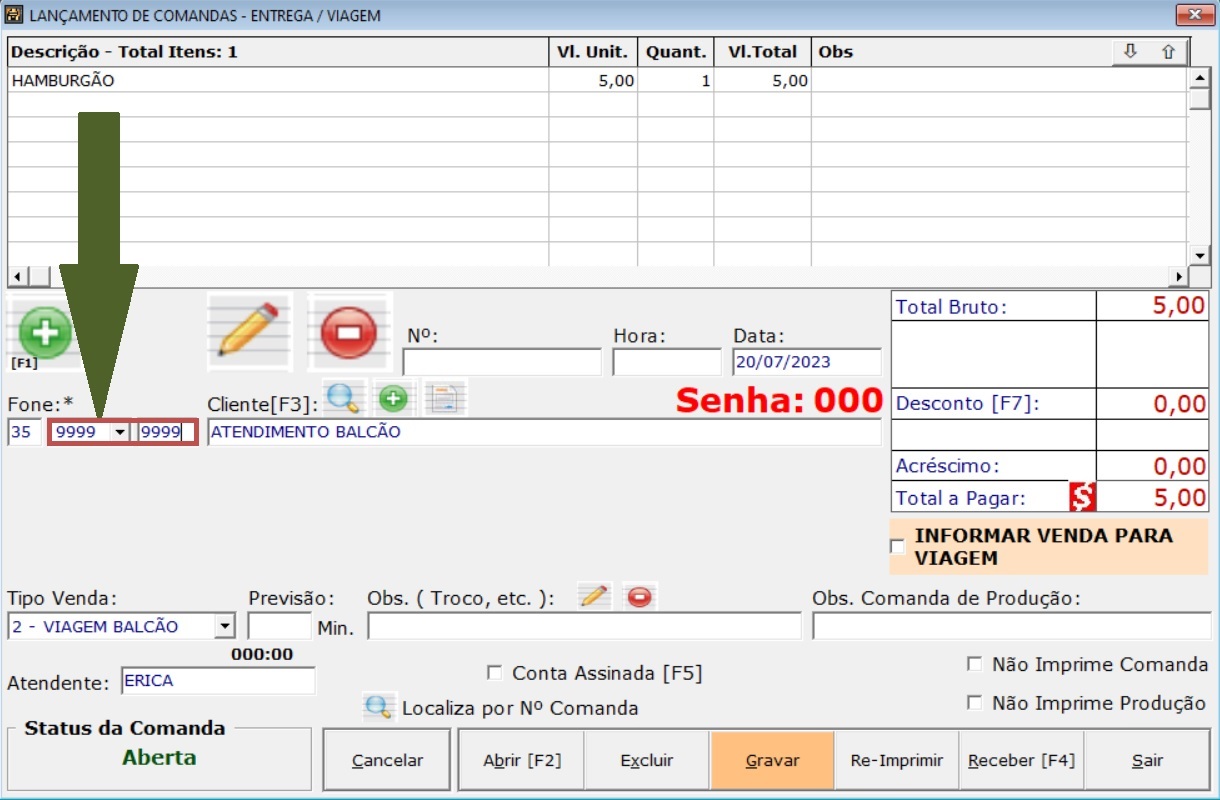 LANÇAMENTO DE COMANDAS - ENTREGA / VIAGEM
Descrição - Total Itens: 1 Vl. Unit. Quant. Vl.Total Obs
HAMBURGÃO 5,00 1 5,00
[F1]
Nº: Hora: Data:
20/07/2023
Total Bruto: 5,00
Fone:* Cliente[F3]: Senha: 000
Desconto [F7]: 0,00
35 9999 9999 ATENDIMENTO BALCÃO
Acréscimo: 0,00
Total a Pagar: $ 5,00
INFORMAR VENDA PARA
VIAGEM
Tipo Venda: Previsão: Obs. ( Troco, etc. ): Obs. Comanda de Produção:
2 - VIAGEM BALCÃO Min.
000:00
Atendente: ERICA
Conta Assinada [F5] Não Imprime Comanda
Localiza por Nº Comanda Não Imprime Produção
Status da Comanda
Aberta
Cancelar Abrir [F2] Excluir Gravar Re-Imprimir Receber [F4] Sair